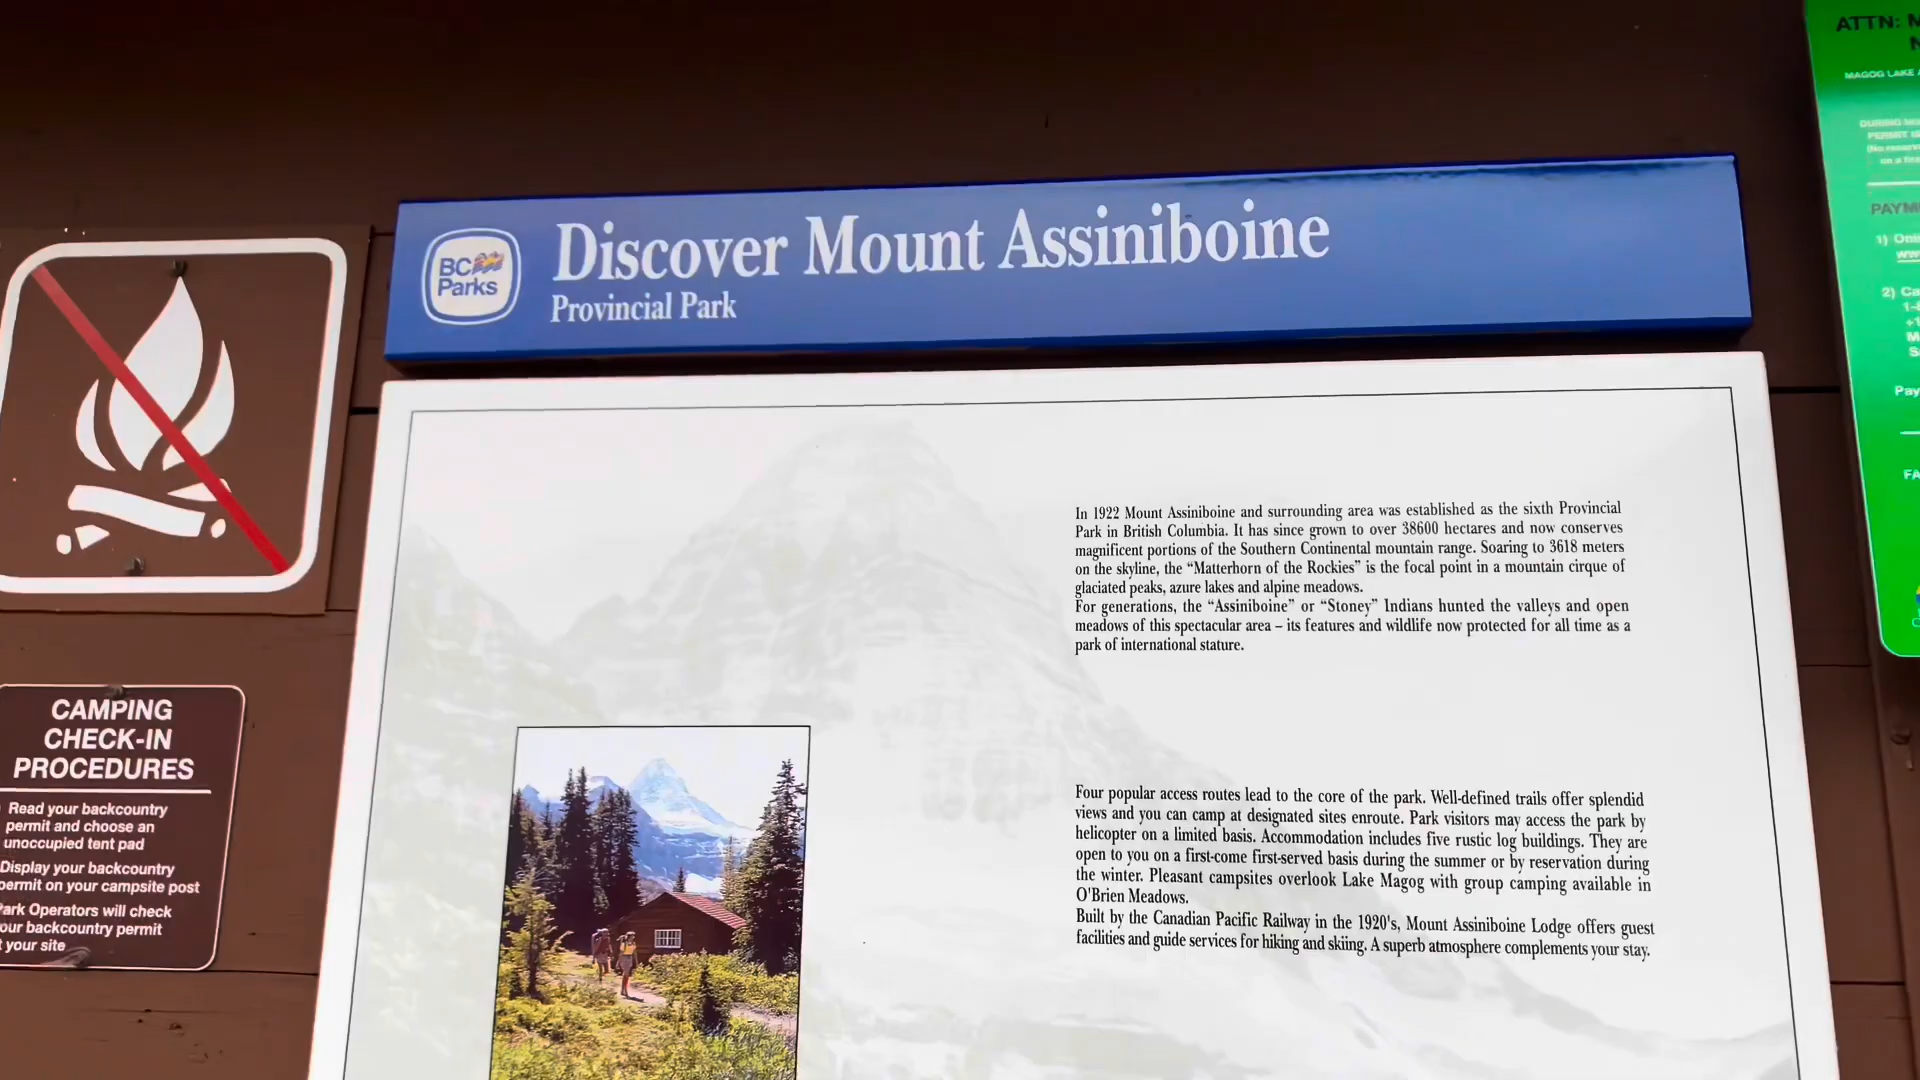 BC
Parks
Discover Mount Assiniboine
Provincial Park
In 1922 Mount Assiniboine and surrounding area was established as the sixth Provincial
Park in British Columbia. It has since grown to over 38600 hectares and now conserves
magnificent portions of the Southern Continental mountain range. Soaring to 3618 meters
on the skyline, the “Matterhorn of the Rockies” is the focal point in a mountain cirque of
glaciated peaks, azure lakes and alpine meadows.
For generations, the “Assiniboine” or “Stoney” Indians hunted the valleys and open
meadows of this spectacular area – its features and wildlife now protected for all time as a
park of international stature.
Four popular access routes lead to the core of the park. Well-defined trails offer splendid
views and you can camp at designated sites enroute. Park visitors may access the park by
helicopter on a limited basis. Accommodation includes five rustic log buildings. They are
open to you on a first-come first-served basis during the summer or by reservation during
the winter. Pleasant campsites overlook Lake Magog with group camping available in
O'Brien Meadows.
Built by the Canadian Pacific Railway in the 1920's, Mount Assiniboine Lodge offers guest
facilities and guide services for hiking and skiing. A superb atmosphere complements your stay.
CAMPING
CHECK-IN
PROCEDURES
Read your backcountry
permit and choose an
unoccupied tent pad
Display your backcountry
permit on your campsite post
Park Operators will check
your backcountry permit
at your site
ATTN:
MAGOG LAKE
DURING
PERMIT
on a
1)
2)